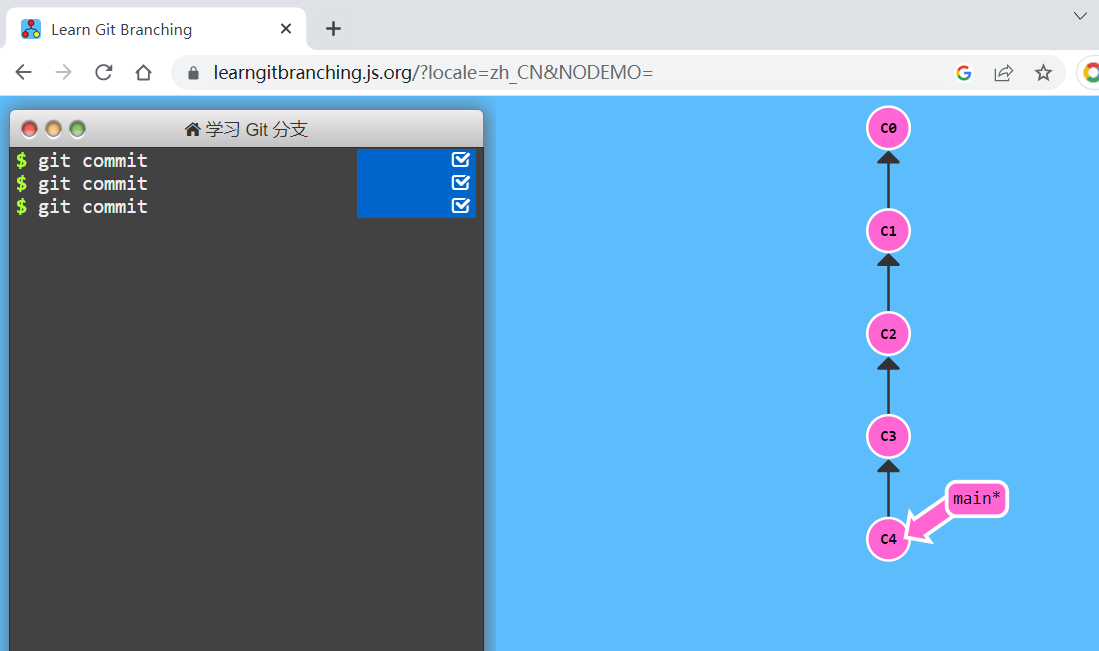 Learn Git Branching
learngitbranching.js.org/?locale=zh_CN&NODEMO=
学习 Git 分支
$ git commit
$ git commit
$ git commit
C0
C1
C2
C3
main*
C4